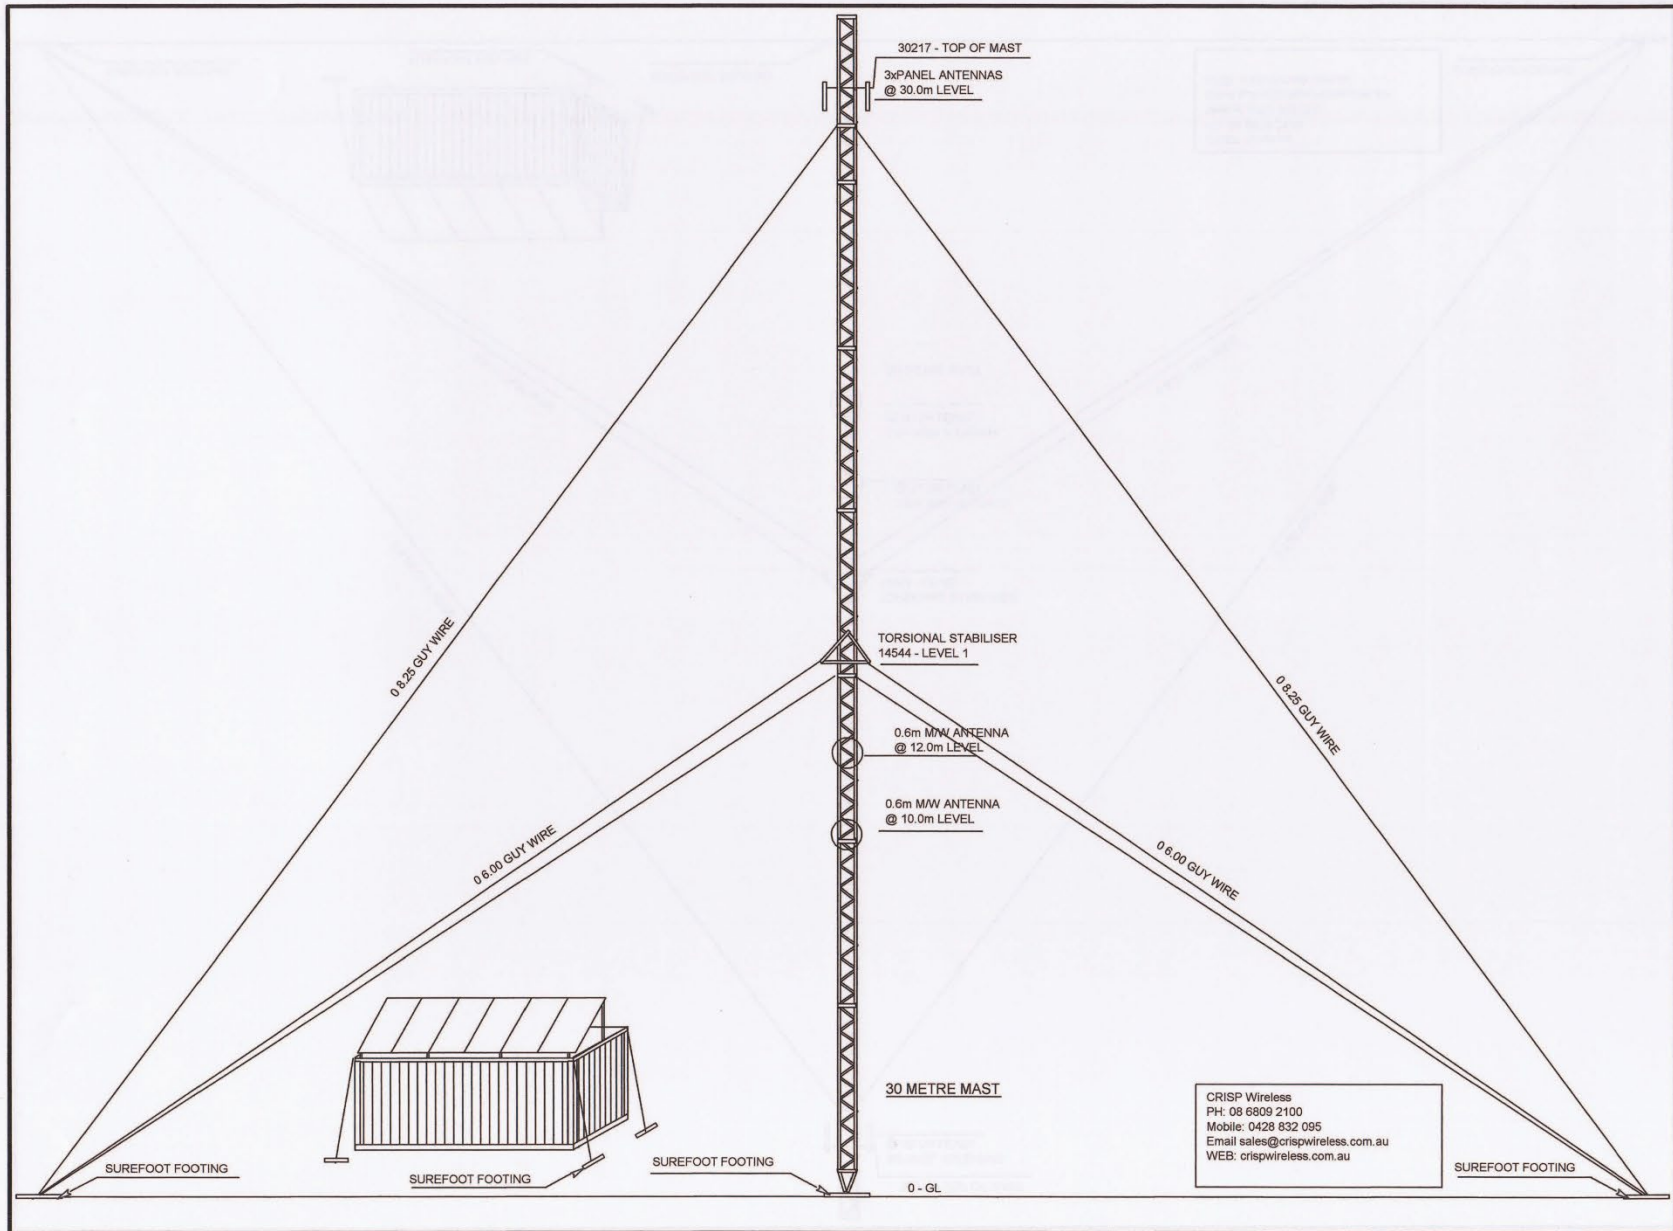 30217 - TOP OF MAST
3xPANEL ANTENNAS
@ 30.0m LEVEL
0 8.25 GUY WIRE
0 8.25 GUY WIRE
TORSIONAL STABILISER
14544 - LEVEL 1
0.6m M/W ANTENNA
@ 12.0m LEVEL
0.6m M/W ANTENNA
@ 10.0m LEVEL
0 6.00 GUY WIRE
0 6.00 GUY WIRE
30 METRE MAST
CRISP Wireless
PH: 08 6809 2100
Mobile: 0428 832 095
Email sales@crispwireless.com.au
WEB: crispwireless.com.au
SUREFOOT FOOTING
SUREFOOT FOOTING
SUREFOOT FOOTING
0 - GL
SUREFOOT FOOTING